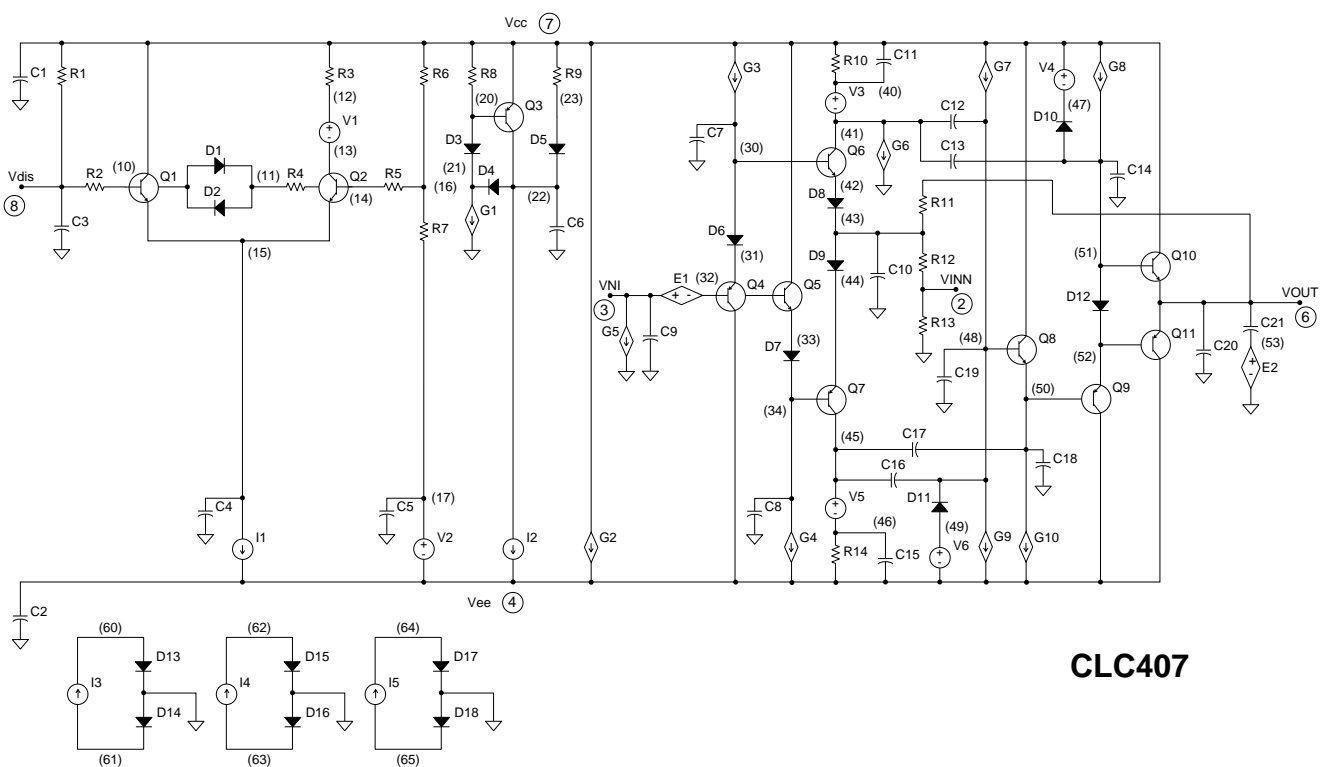 Vcc 7
C1 R1 R3 R6 R8 R9 G3 R10 C11 G7 V4 G8
(12) (20) (23) V3 (40) (47)
Q3 C12 D10
V1 C7 (41)
D1 (13) D3 D5 (30) Q6 G6 C13 C14
Vdis R2 (10) Q1 (11) R4 Q2 R5 (21) D4 (42)
8 D2 (14) (16) (22) D8 R11
C3 R7 G1 C6 (43)
(15) D6 (31) D9 C10 R12 (51) Q10
VNI E1 (32) Q4 Q5 (44) VINN D12 VOUT
3 2 6
G5 C9 R13 C21
D7 (33) (48) Q8 (52) Q11 C20 (53)
C19 E2
(34) Q7 (50) Q9
(45) C17
C16 C18
C4 C5 (17) C8 V5 D11
(46) (49)
I1 V2 I2 G2 G4 R14 C15 V6 G9 G10
C2 Vee 4
(60) (62) (64)
D13 D15 D17
I3 I4 I5
D14 D16 D18
(61) (63) (65)
CLC407
+ - + - + - + - + - + - + - + -